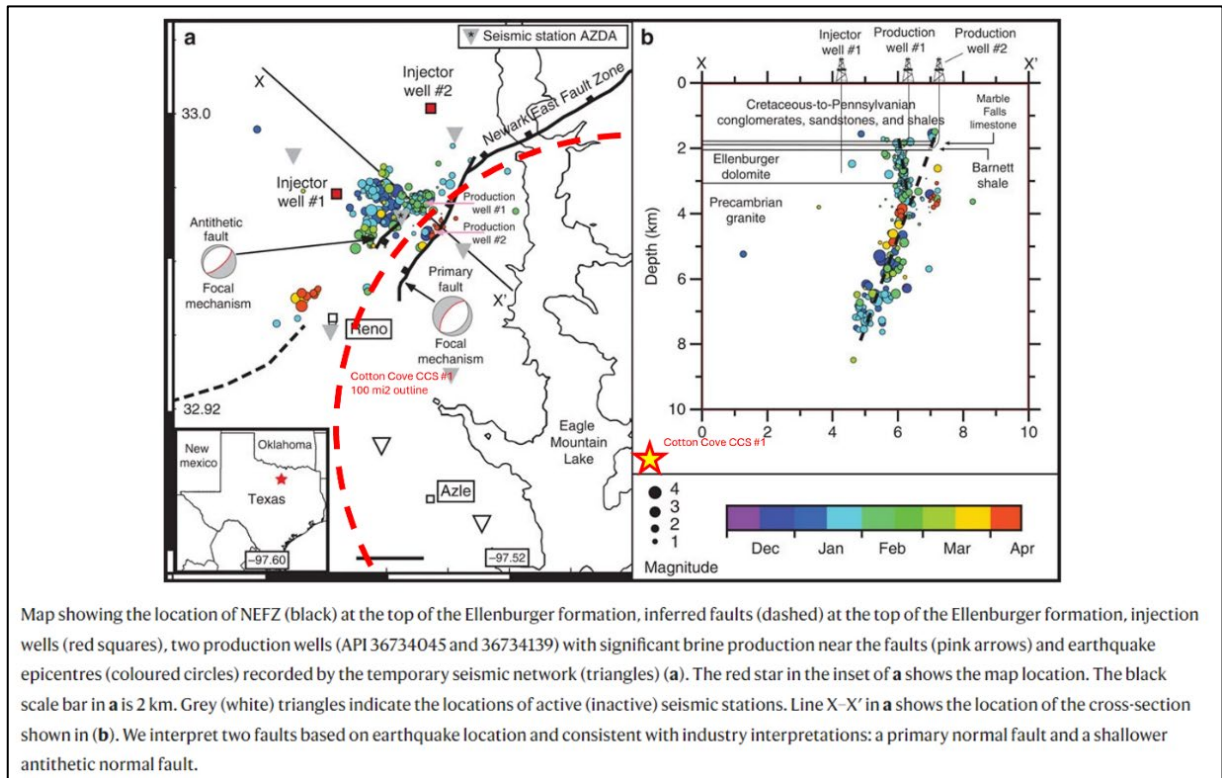 a
Seismic station AZDA
X
Injector
well #2
Newark East Fault Zone
33.0
Injector
well #1
Production
well #1
Production
well #2
Antithetic
fault
Focal
mechanism
Primary
fault
X'
Focal
mechanism
Reno
Cotton Cove CCS #1
100 mi2 outline
32.92
Eagle
Mountain
Lake
Azle
New
mexico
Oklahoma
Texas
–97.60
–97.52
b
Injector
well #1
Production
well #1
Production
well #2
X
X'
Cretaceous-to-Pennsylvanian
conglomerates, sandstones, and shales
Marble
Falls
limestone
Ellenburger
dolomite
Barnett
shale
Precambrian
granite
Depth (km)
0
2
4
6
8
10
0 2 4 6 8 10
Cotton Cove CCS #1
4
3
2
1
Magnitude
Dec Jan Feb Mar Apr
Map showing the location of NEFZ (black) at the top of the Ellenburger formation, inferred faults (dashed) at the top of the Ellenburger formation, injection
wells (red squares), two production wells (API 36734045 and 36734139) with significant brine production near the faults (pink arrows) and earthquake
epicentres (coloured circles) recorded by the temporary seismic network (triangles) (a). The red star in the inset of a shows the map location. The black
scale bar in a is 2 km. Grey (white) triangles indicate the locations of active (inactive) seismic stations. Line X–X′ in a shows the location of the cross-section
shown in (b). We interpret two faults based on earthquake location and consistent with industry interpretations: a primary normal fault and a shallower
antithetic normal fault.